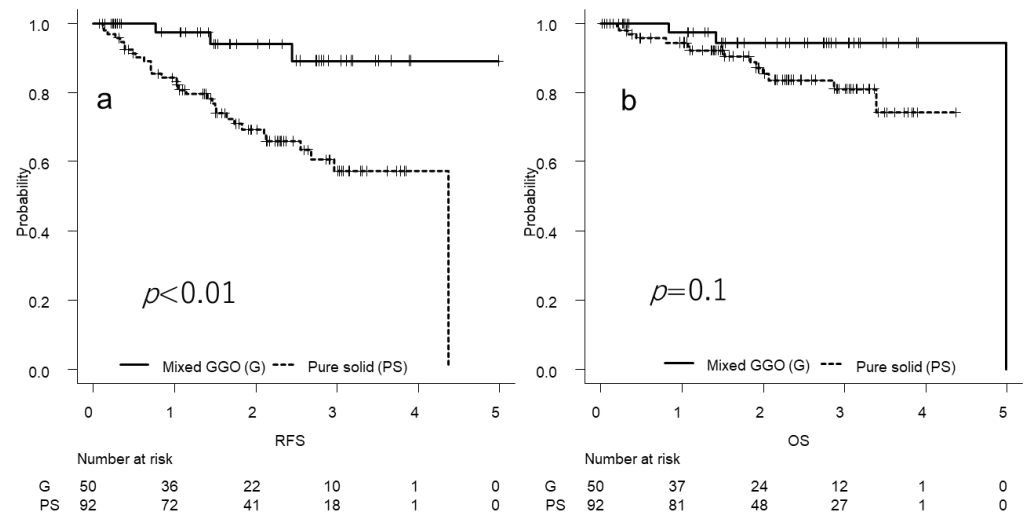 1.0
0.8
0.6
0.4
0.2
0.0
Probability
a
p<0.01
Mixed GGO (G) Pure solid (PS)
0 1 2 3 4 5
RFS
Number at risk
G 50 36 22 10 1 0
PS 92 72 41 18 1 0
1.0
0.8
0.6
0.4
0.2
0.0
Probability
b
p=0.1
Mixed GGO (G) Pure solid (PS)
0 1 2 3 4 5
OS
Number at risk
G 50 37 24 12 1 0
PS 92 81 48 27 1 0